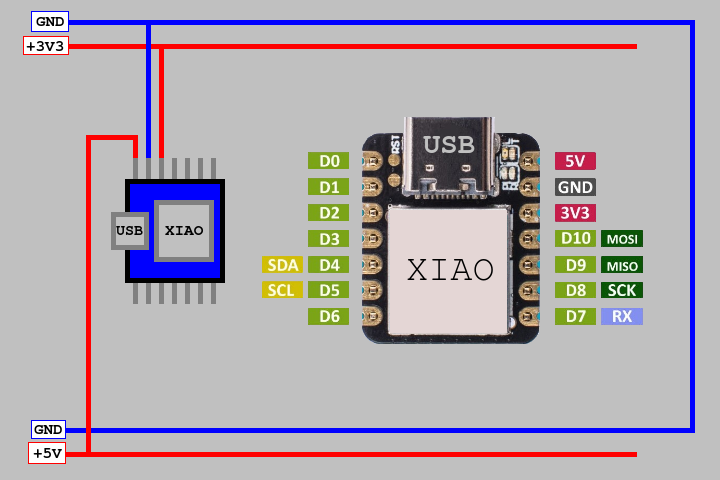 GND
+3V3
USB XIAO
RST
USB
D0
D1
D2
D3
SDA D4
SCL D5
D6
XIAO
5V
GND
3V3
D10 MOSI
D9 MISO
D8 SCK
D7 RX
GND
+5V